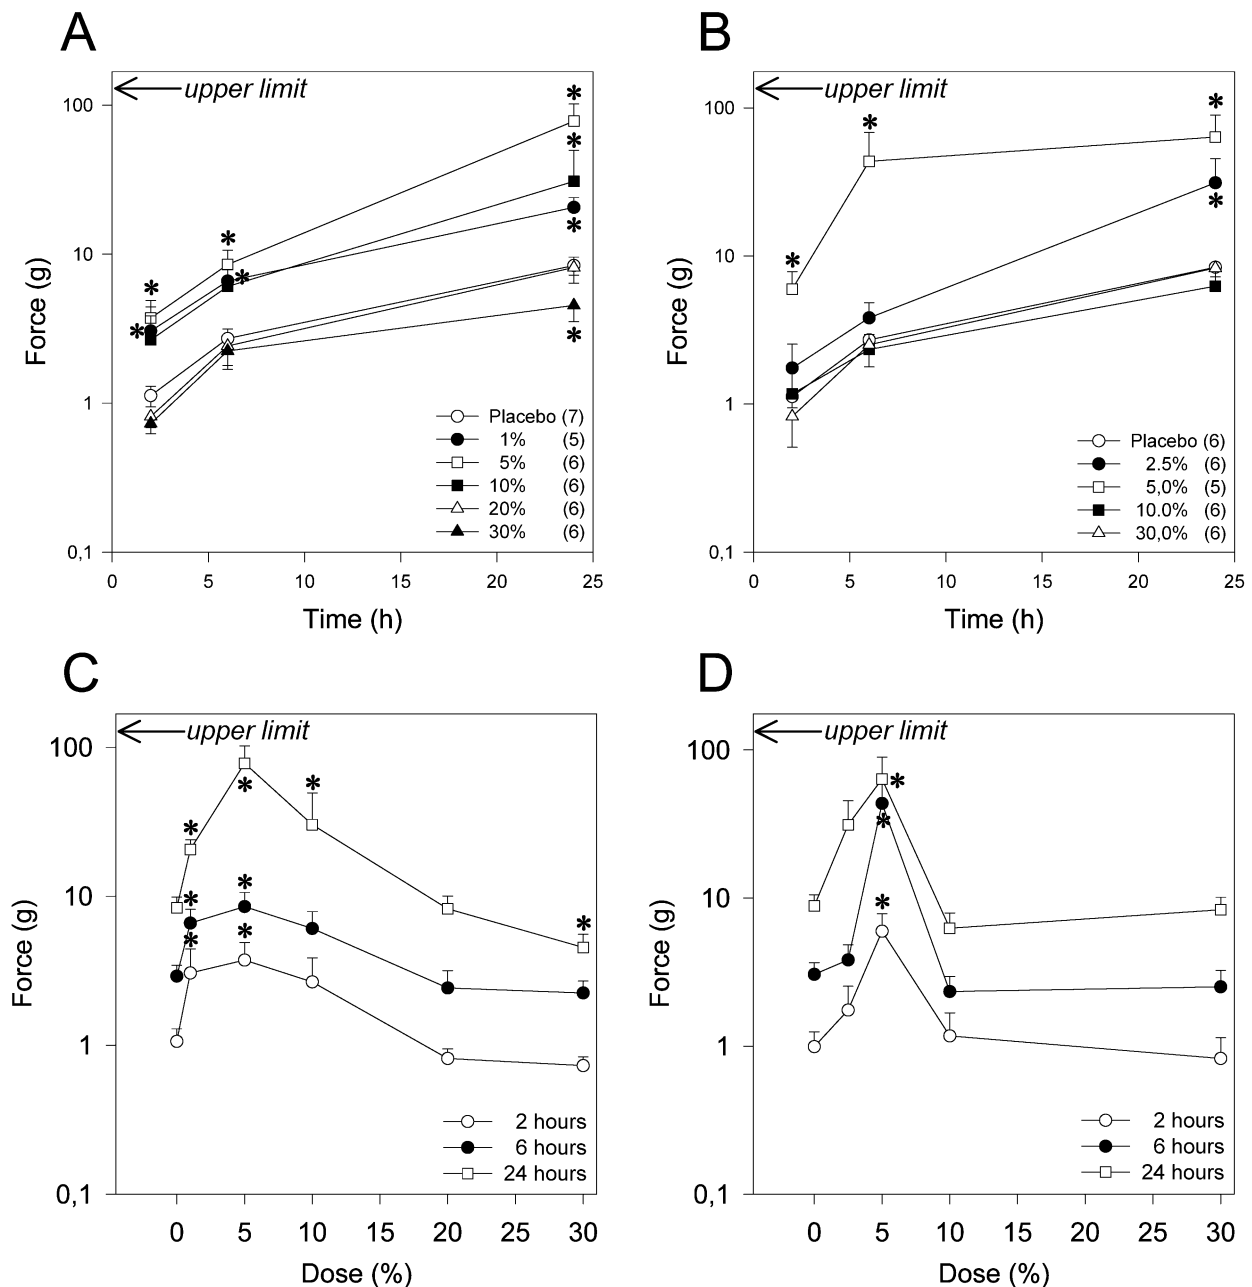 A
upper limit
100
10
1
0,1
Force (g)
0 5 10 15 20 25
Time (h)
Placebo (7)
1% (5)
5% (6)
10% (6)
20% (6)
30% (6)
* * * * * * * *
B
upper limit
100
10
1
0,1
Force (g)
0 5 10 15 20 25
Time (h)
Placebo (6)
2.5% (6)
5,0% (5)
10.0% (6)
30,0% (6)
* * * *
C
upper limit
100
10
1
0,1
Force (g)
0 5 10 15 20 25 30
Dose (%)
2 hours
6 hours
24 hours
* * * * * * * *
D
upper limit
100
10
1
0,1
Force (g)
0 5 10 15 20 25 30
Dose (%)
2 hours
6 hours
24 hours
* * *